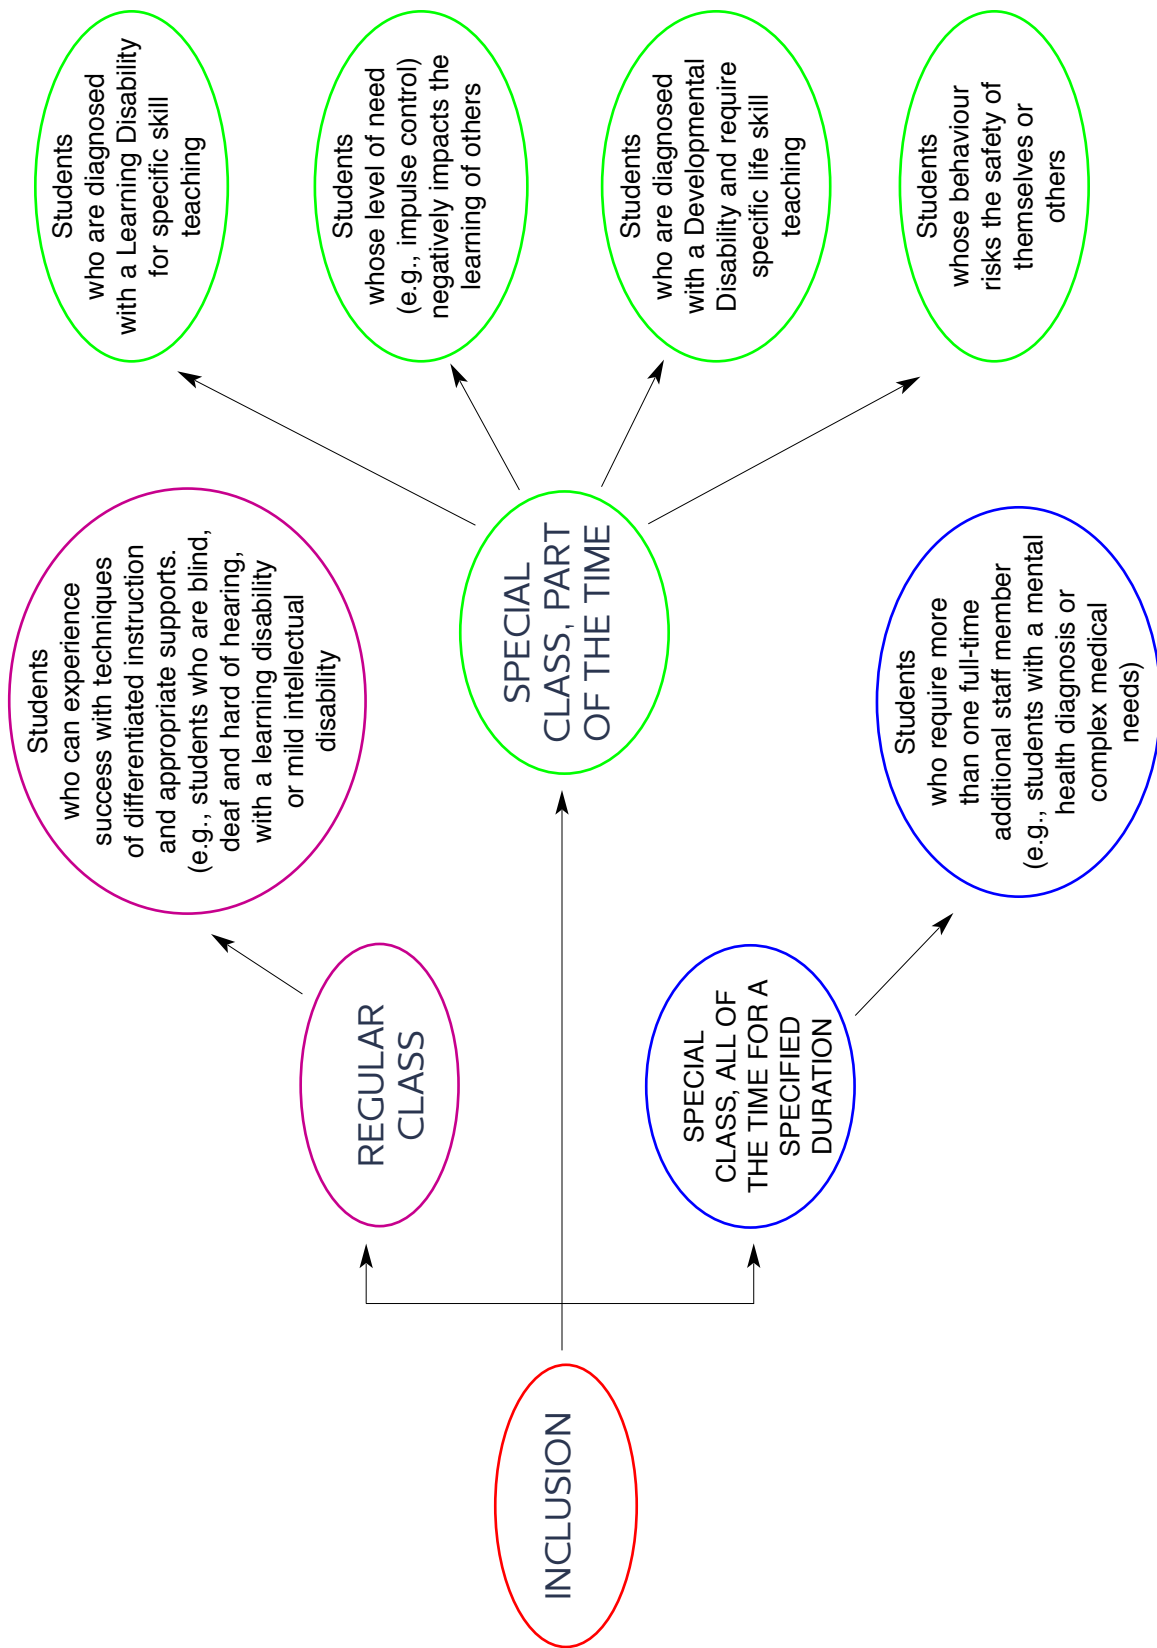 INCLUSION
REGULAR
CLASS
Students
who can experience
success with techniques
of differentiated instruction
and appropriate supports.
(e.g., students who are blind,
deaf and hard of hearing,
with a learning disability
or mild intellectual
disability
SPECIAL
CLASS, PART
OF THE TIME
Students
who are diagnosed
with a Learning Disability
for specific skill
teaching
Students
whose level of need
(e.g., impulse control)
negatively impacts the
learning of others
Students
who are diagnosed
with a Developmental
Disability and require
specific life skill
teaching
Students
whose behaviour
risks the safety of
themselves or
others
SPECIAL
CLASS, ALL OF
THE TIME FOR A
SPECIFIED
DURATION
Students
who require more
than one full-time
additional staff member
(e.g., students with a mental
health diagnosis or
complex medical
needs)